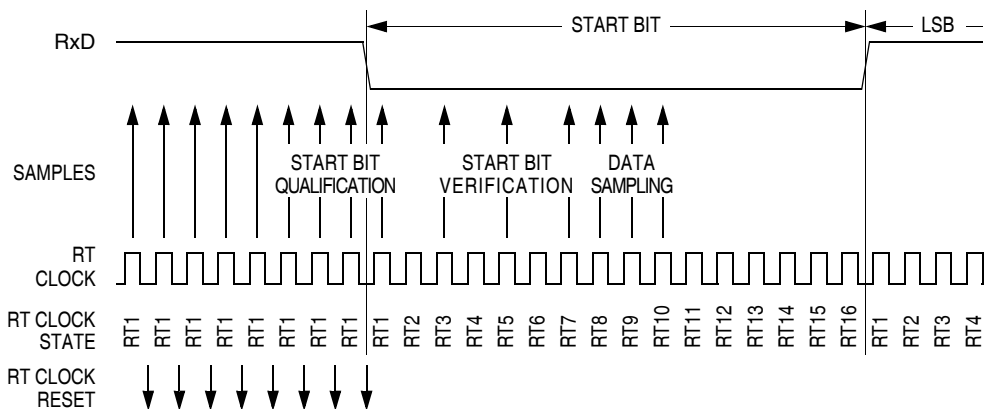 START BIT
LSB
RxD
SAMPLES
START BIT
QUALIFICATION
START BIT
VERIFICATION
DATA
SAMPLING
RT
CLOCK
RT CLOCK
STATE
RT1 RT1 RT1 RT1 RT1 RT1 RT1 RT1 RT1 RT2 RT3 RT4 RT5 RT6 RT7 RT8 RT9 RT10 RT11 RT12 RT13 RT14 RT15 RT16 RT1 RT2 RT3 RT4
RT CLOCK
RESET